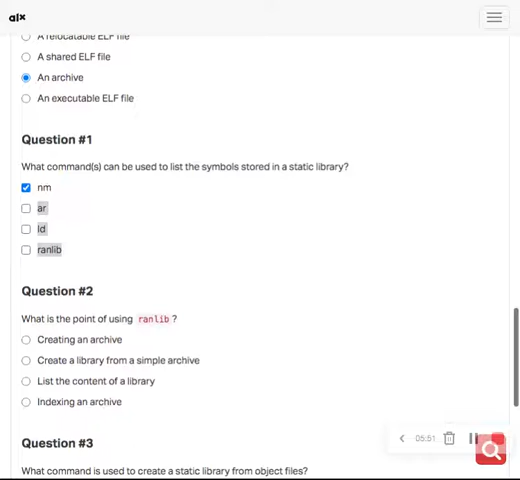 alx
A relocatable ELF file
A shared ELF file
An archive
An executable ELF file
Question #1
What command(s) can be used to list the symbols stored in a static library?
nm
ar
ld
ranlib
Question #2
What is the point of using ranlib ?
Creating an archive
Create a library from a simple archive
List the content of a library
Indexing an archive
05:51
Question #3
What command is used to create a static library from object files?